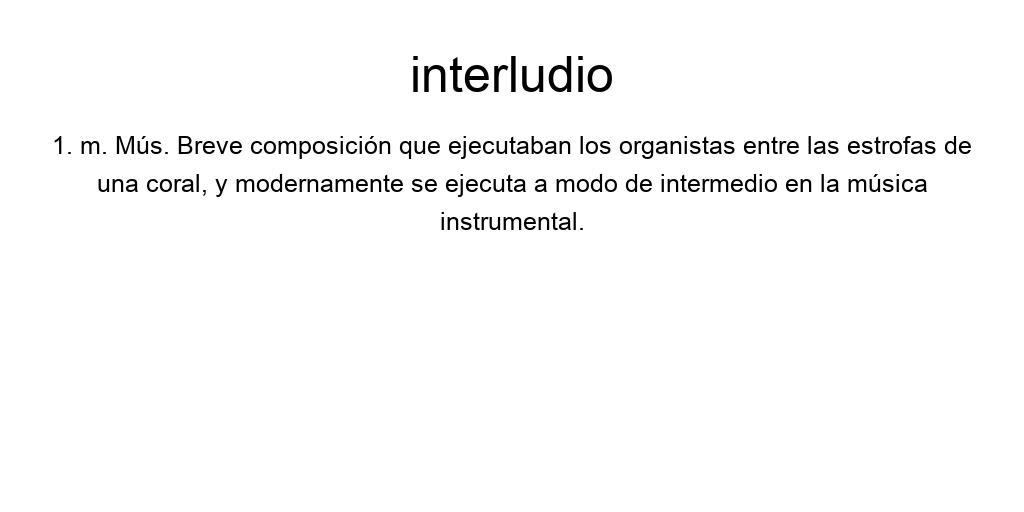 interludio
1. m. Mús. Breve composición que ejecutaban los organistas entre las estrofas de
una coral, y modernamente se ejecuta a modo de intermedio en la música
instrumental.